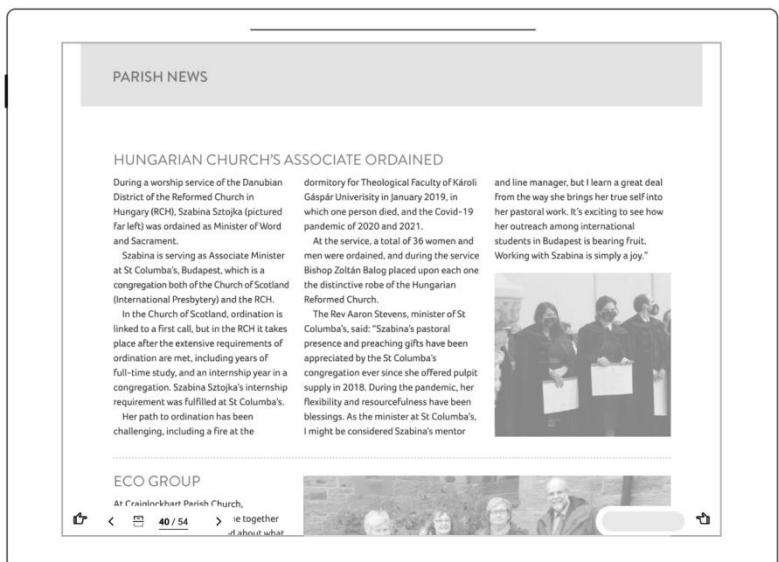 PARISH NEWS
HUNGARIAN CHURCH'S ASSOCIATE ORDAINED
During a worship service of the Danubian
District of the Reformed Church in
Hungary (RCH), Szabina Sztojka (pictured
far left) was ordained as Minister of Word
and Sacrament.
Szabina is serving as Associate Minister
at St Columba's, Budapest, which is a
congregation both of the Church of Scotland
(International Presbytery) and the RCH.
In the Church of Scotland, ordination is
linked to a first call, but in the RCH it takes
place after the extensive requirements of
ordination are met, including years of
full-time study, and an internship year in a
congregation. Szabina Sztojka's internship
requirement was fulfilled at St Columba's.
Her path to ordination has been
challenging, including a fire at the
dormitory for Theological Faculty of Károli
Gáspár Univerisity in January 2019, in
which one person died, and the Covid-19
pandemic of 2020 and 2021.
At the service, a total of 36 women and
men were ordained, and during the service
Bishop Zoltán Balog placed upon each one
the distinctive robe of the Hungarian
Reformed Church.
The Rev Aaron Stevens, minister of St
Columba's, said: "Szabina's pastoral
presence and preaching gifts have been
appreciated by the St Columba's
congregation ever since she offered pulpit
supply in 2018. During the pandemic, her
flexibility and resourcefulness have been
blessings. As the minister at St Columba's,
I might be considered Szabina's mentor
and line manager, but I learn a great deal
from the way she brings her true self into
her pastoral work. It's exciting to see how
her outreach among international
students in Budapest is bearing fruit.
Working with Szabina is simply a joy."
ECO GROUP
At Craiglockhart Parish Church,
together
about what
40 / 54